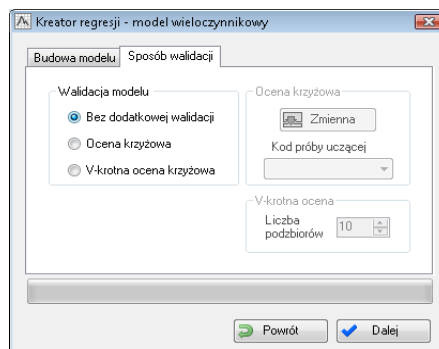 Kreator regresji - model wieloczynnikowy
Budowa modelu
Sposób walidacji
Walidacja modelu
Bez dodatkowej walidacji
Ocena krzyżowa
V-krotna ocena krzyżowa
Ocena krzyżowa
Zmienna
Kod próby uczącej
V-krotna ocena
Liczba
podzbiorów
10
Powrót
Dalej